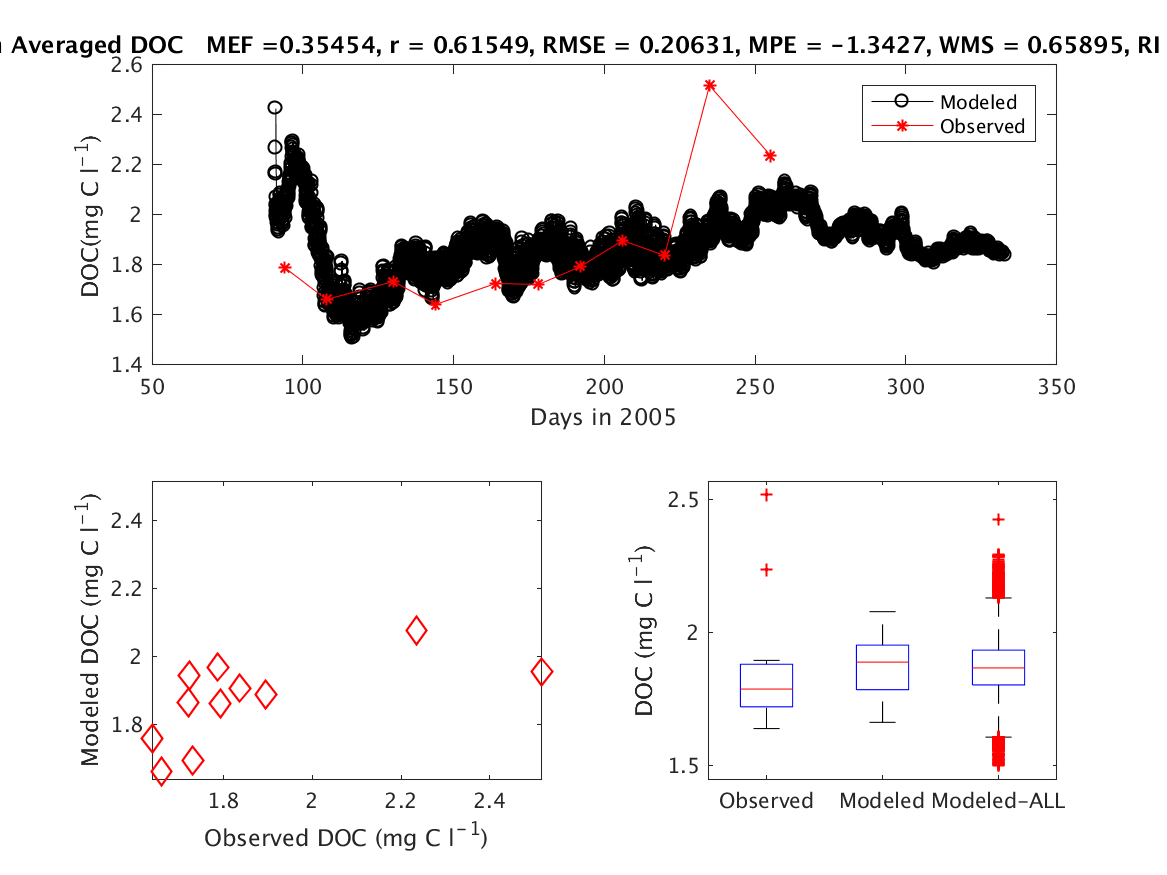 Averaged DOC MEF =0.35454, r = 0.61549, RMSE = 0.20631, MPE = -1.3427, WMS = 0.65895, RI
2.6
2.4
2.2
2
1.8
1.6
1.4
DOC(mg C l⁻¹)
Modeled
Observed
50 100 150 200 250 300 350
Days in 2005
2.4
2.2
2
1.8
Modeled DOC (mg C l⁻¹)
1.8 2 2.2 2.4
Observed DOC (mg C l⁻¹)
2.5
2
1.5
DOC (mg C l⁻¹)
Observed Modeled Modeled-ALL